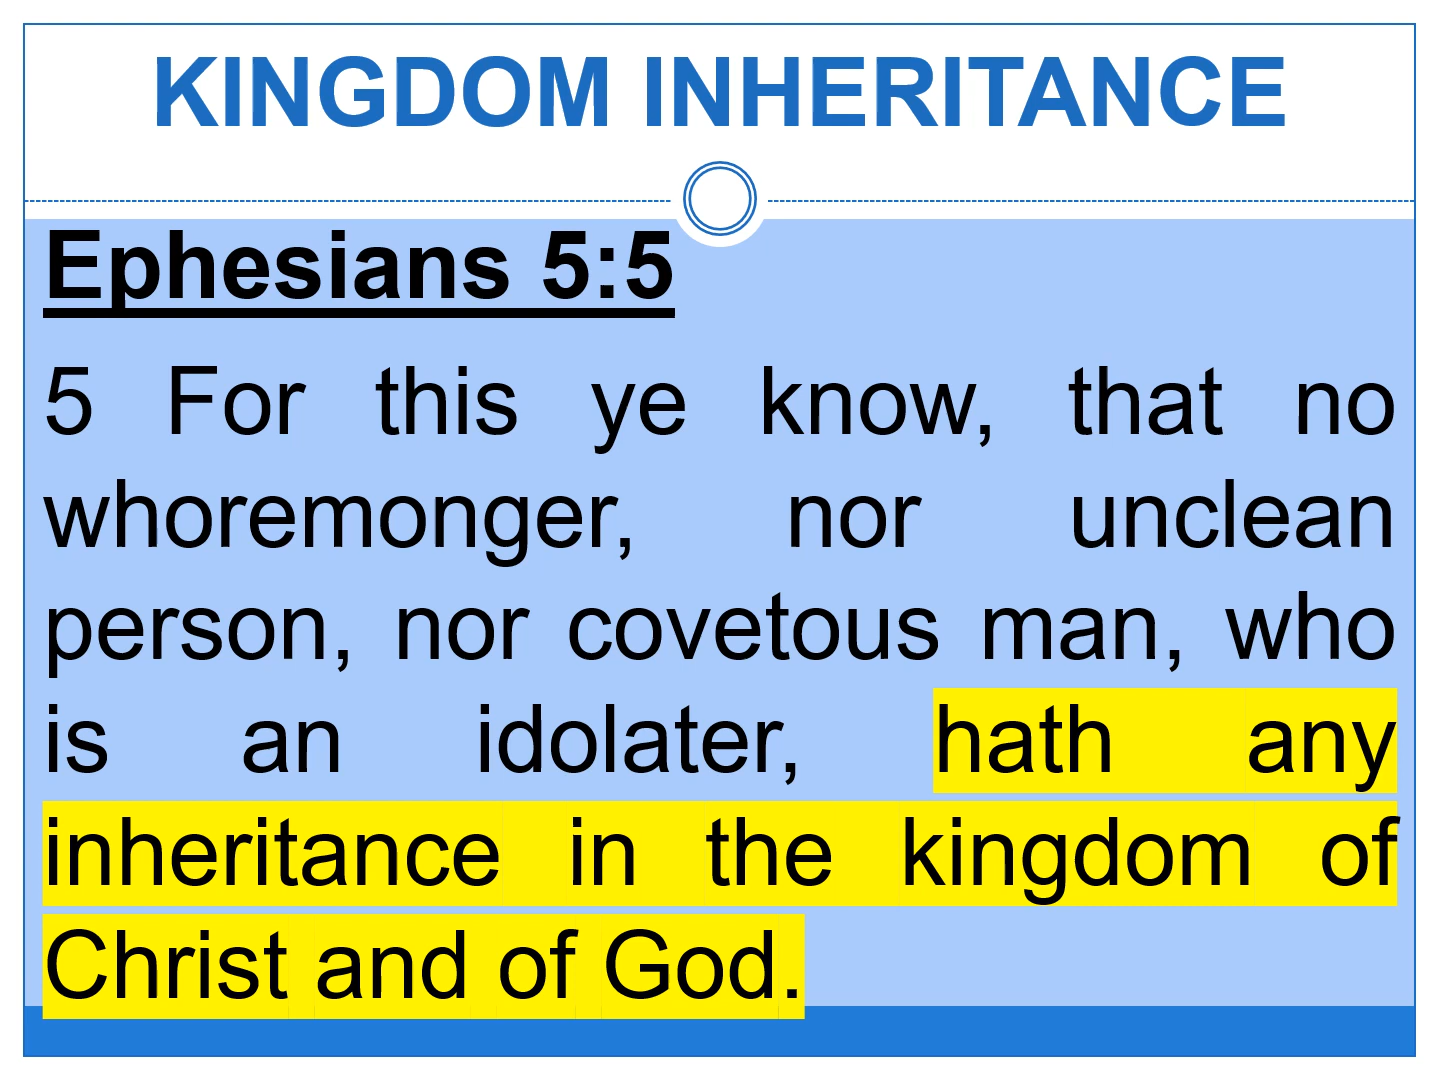 KINGDOM INHERITANCE
Ephesians 5:5
5 For this ye know, that no
whoremonger, nor unclean
person, nor covetous man, who
is an idolater, hath any
inheritance in the kingdom of
Christ and of God.